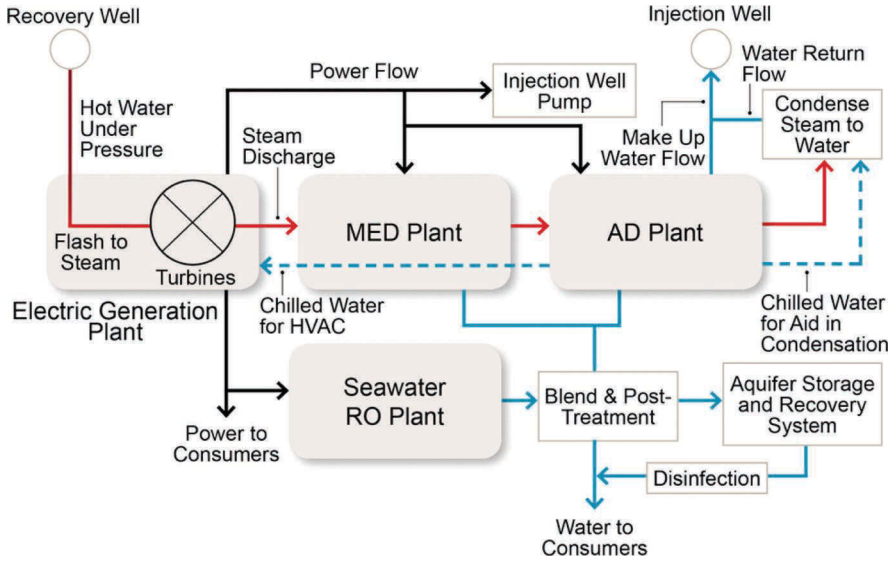 Recovery Well
Injection Well
Power Flow
Injection Well
Pump
Water Return
Flow
Hot Water
Under
Pressure
Steam
Discharge
Make Up
Water Flow
Condense
Steam to
Water
MED Plant
AD Plant
Flash to
Steam
Turbines
Electric Generation
Plant
Chilled Water
for HVAC
Chilled Water
for Aid in
Condensation
Seawater
RO Plant
Blend & Post-
Treatment
Aquifer Storage
and Recovery
System
Power to
Consumers
Disinfection
Water to
Consumers